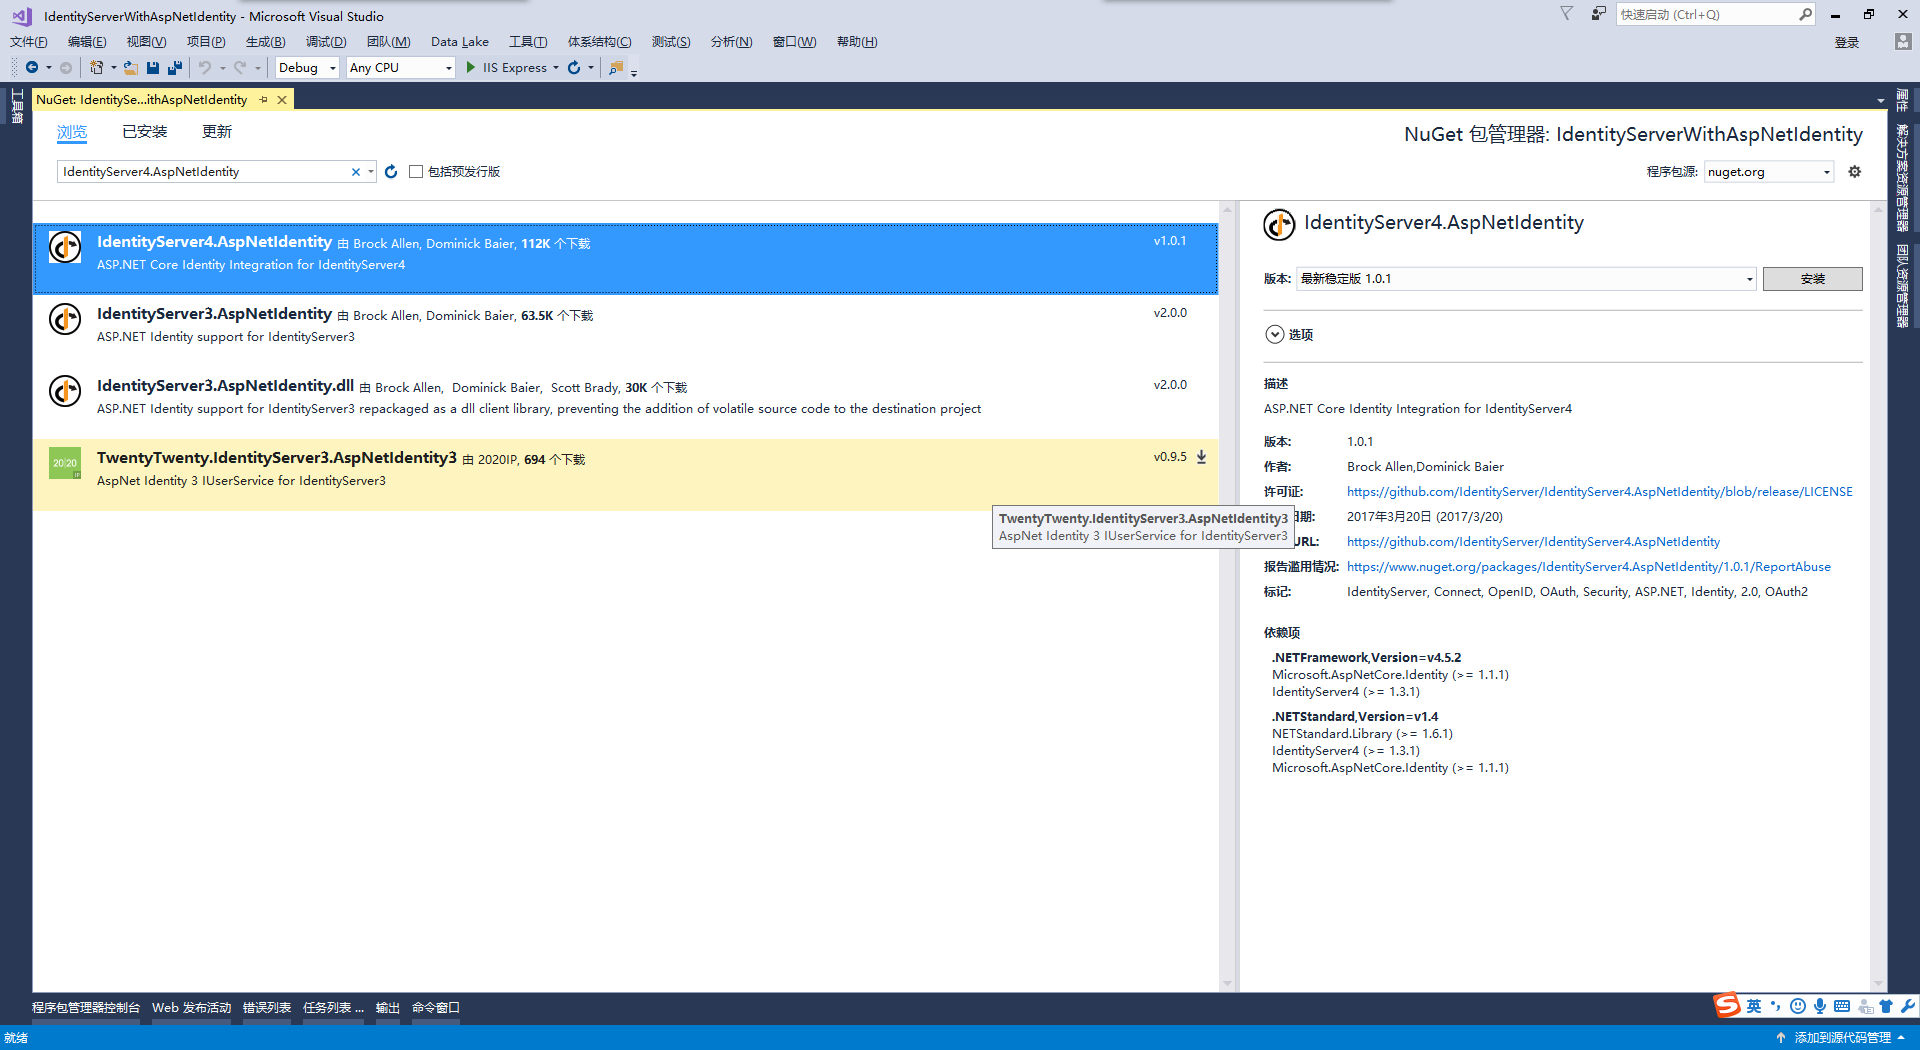 IdentityServerWithAspNetIdentity - Microsoft Visual Studio
快速启动 (Ctrl+Q)
文件(F) 编辑(E) 视图(V) 项目(P) 生成(B) 调试(D) 团队(M) Data Lake 工具(T) 体系结构(C) 测试(S) 分析(N) 窗口(W) 帮助(H)
登录
Debug Any CPU IIS Express
工具箱
NuGet: IdentitySe...ithAspNetIdentity
浏览 已安装 更新
NuGet 包管理器: IdentityServerWithAspNetIdentity
IdentityServer4.AspNetIdentity
包括预发行版
程序包源: nuget.org
IdentityServer4.AspNetIdentity 由 Brock Allen, Dominick Baier, 112K 个下载 v1.0.1
ASP.NET Core Identity Integration for IdentityServer4
IdentityServer3.AspNetIdentity 由 Brock Allen, Dominick Baier, 63.5K 个下载 v2.0.0
ASP.NET Identity support for IdentityServer3
IdentityServer3.AspNetIdentity.dll 由 Brock Allen, Dominick Baier, Scott Brady, 30K 个下载 v2.0.0
ASP.NET Identity support for IdentityServer3 repackaged as a dll client library, preventing the addition of volatile source code to the destination project
20|20
IP
TwentyTwenty.IdentityServer3.AspNetIdentity3 由 2020IP, 694 个下载 v0.9.5
AspNet Identity 3 IUserService for IdentityServer3
TwentyTwenty.IdentityServer3.AspNetIdentity3
AspNet Identity 3 IUserService for IdentityServer3
IdentityServer4.AspNetIdentity
版本: 最新稳定版 1.0.1 安装
选项
描述
ASP.NET Core Identity Integration for IdentityServer4
版本: 1.0.1
作者: Brock Allen,Dominick Baier
许可证: https://github.com/IdentityServer/IdentityServer4.AspNetIdentity/blob/release/LICENSE
日期: 2017年3月20日 (2017/3/20)
URL: https://github.com/IdentityServer/IdentityServer4.AspNetIdentity
报告滥用情况: https://www.nuget.org/packages/IdentityServer4.AspNetIdentity/1.0.1/ReportAbuse
标记: IdentityServer, Connect, OpenID, OAuth, Security, ASP.NET, Identity, 2.0, OAuth2
依赖项
.NETFramework,Version=v4.5.2
Microsoft.AspNetCore.Identity (>= 1.1.1)
IdentityServer4 (>= 1.3.1)
.NETStandard,Version=v1.4
NETStandard.Library (>= 1.6.1)
IdentityServer4 (>= 1.3.1)
Microsoft.AspNetCore.Identity (>= 1.1.1)
属性
解决方案资源管理器
团队资源管理器
程序包管理器控制台 Web 发布活动 错误列表 任务列表 ... 输出 命令窗口
S 英
就绪
添加到源代码管理